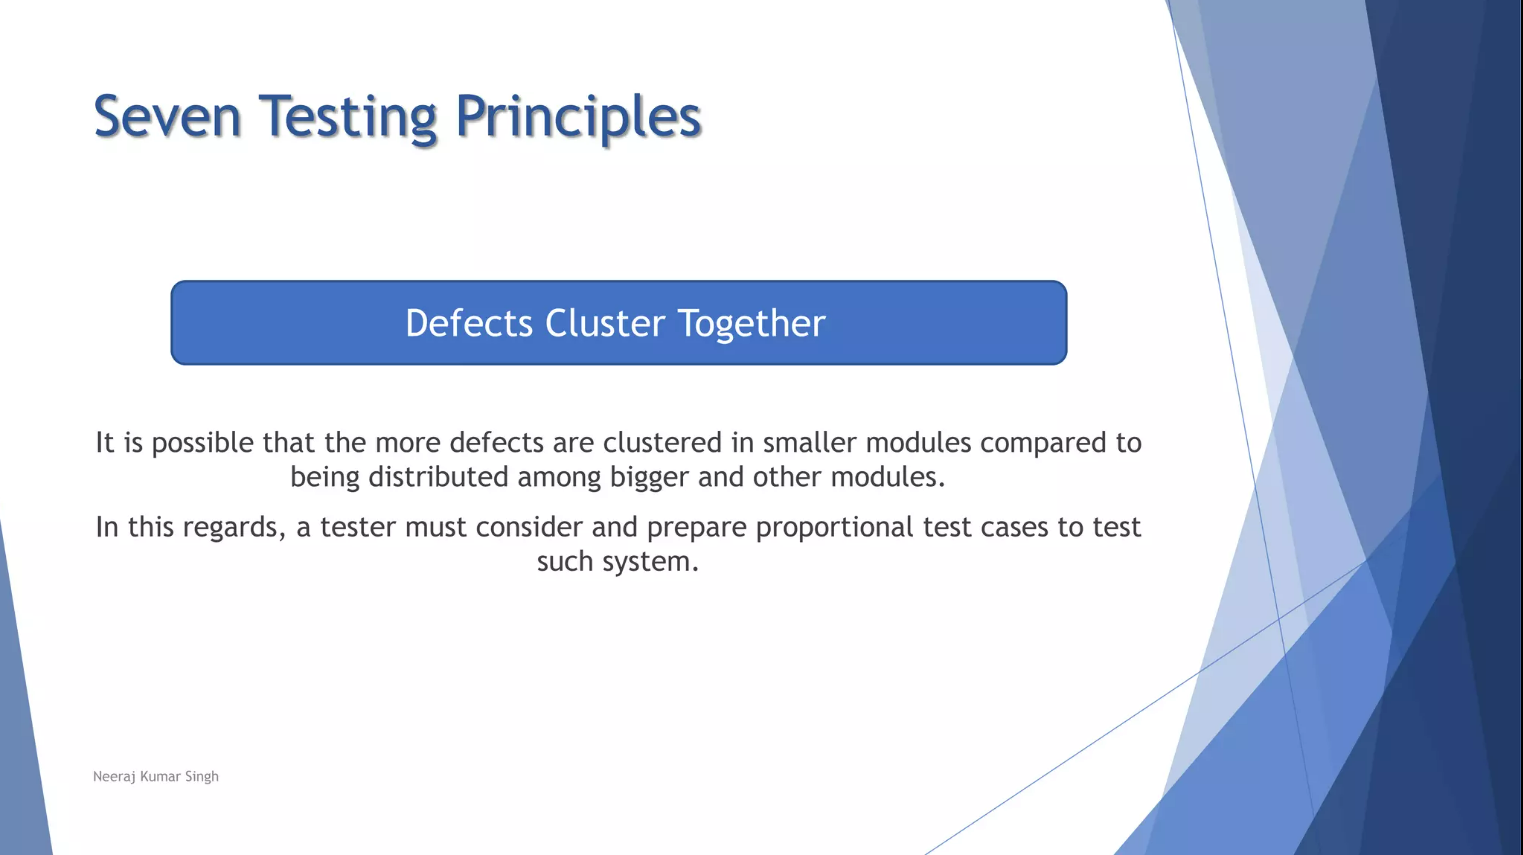 Seven Testing Principles
Defects Cluster Together
It is possible that the more defects are clustered in smaller modules compared to
being distributed among bigger and other modules.
In this regards, a tester must consider and prepare proportional test cases to test
such system.
Neeraj Kumar Singh